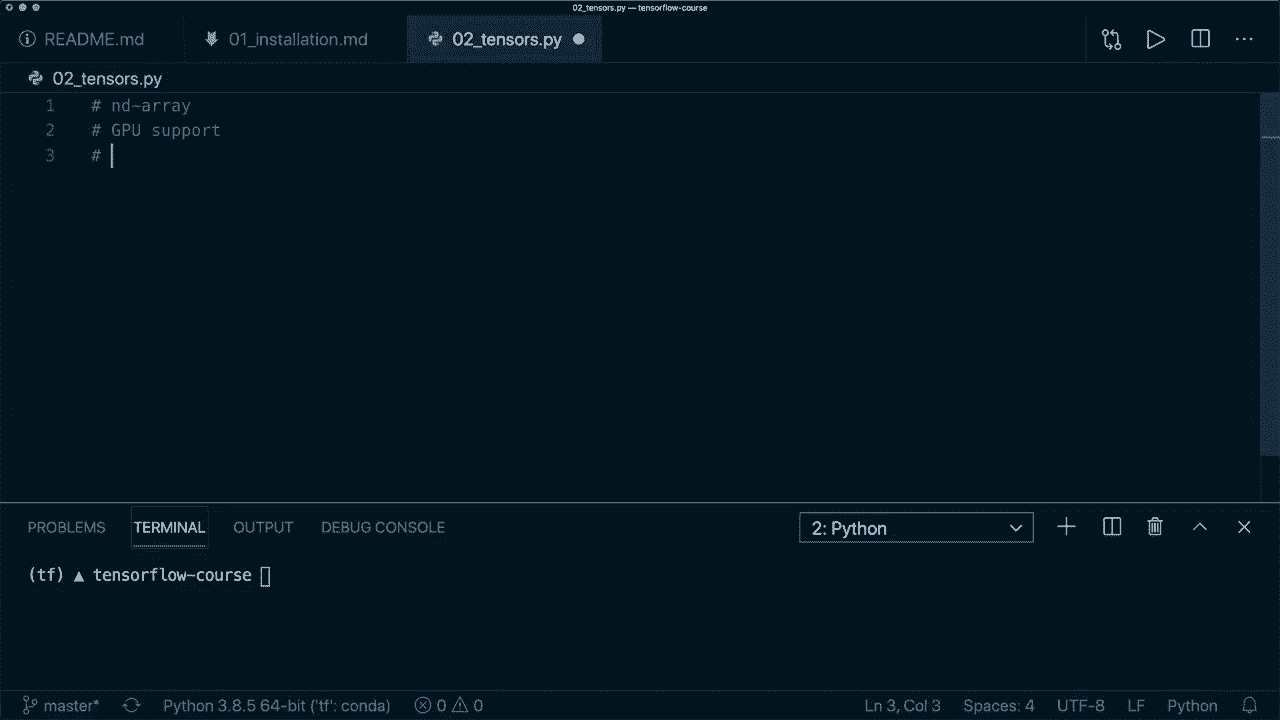 02_tensors.py — tensorflow-course
README.md 01_installation.md 02_tensors.py
02_tensors.py
1 # nd-array
2 # GPU support
3 #
PROBLEMS TERMINAL OUTPUT DEBUG CONSOLE 2: Python
(tf) ▲ tensorflow-course
master* Python 3.8.5 64-bit ('tf': conda) 0 0 Ln 3, Col 3 Spaces: 4 UTF-8 LF Python